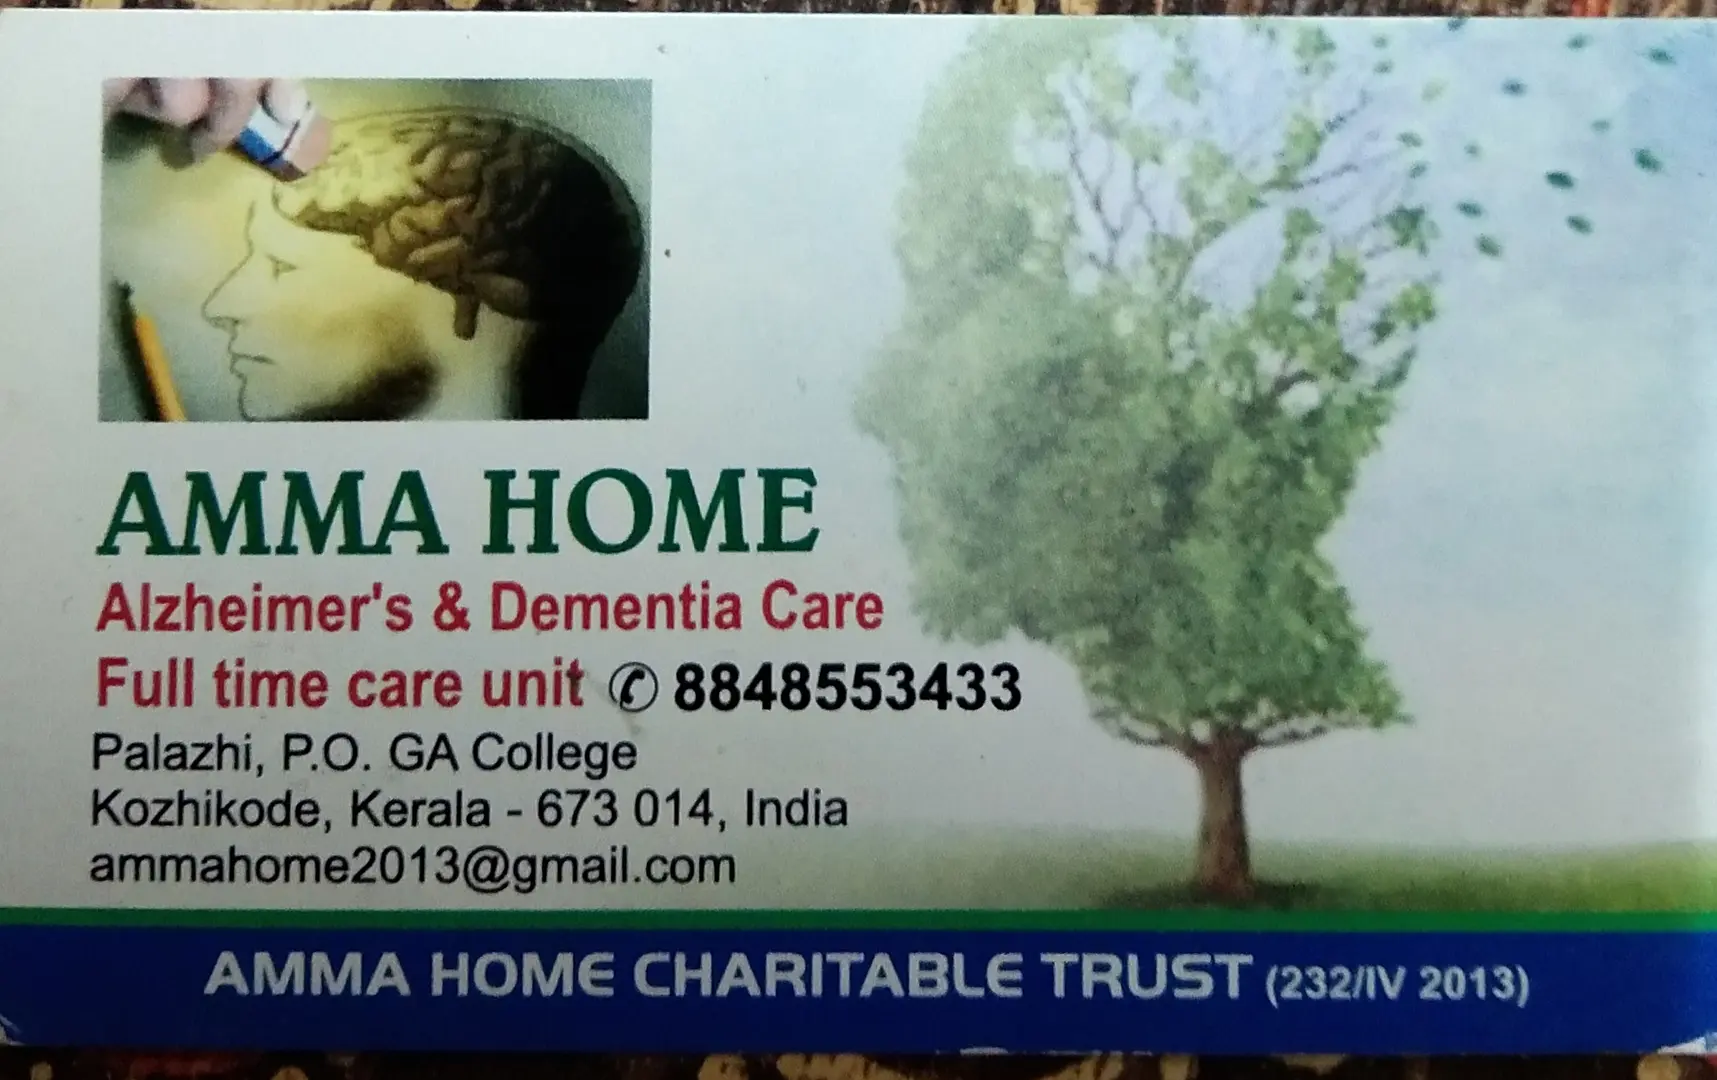 AMMA HOME
Alzheimer's & Dementia Care
Full time care unit ✆ 8848553433
Palazhi, P.O. GA College
Kozhikode, Kerala - 673 014, India
ammahome2013@gmail.com
AMMA HOME CHARITABLE TRUST (232/IV 2013)